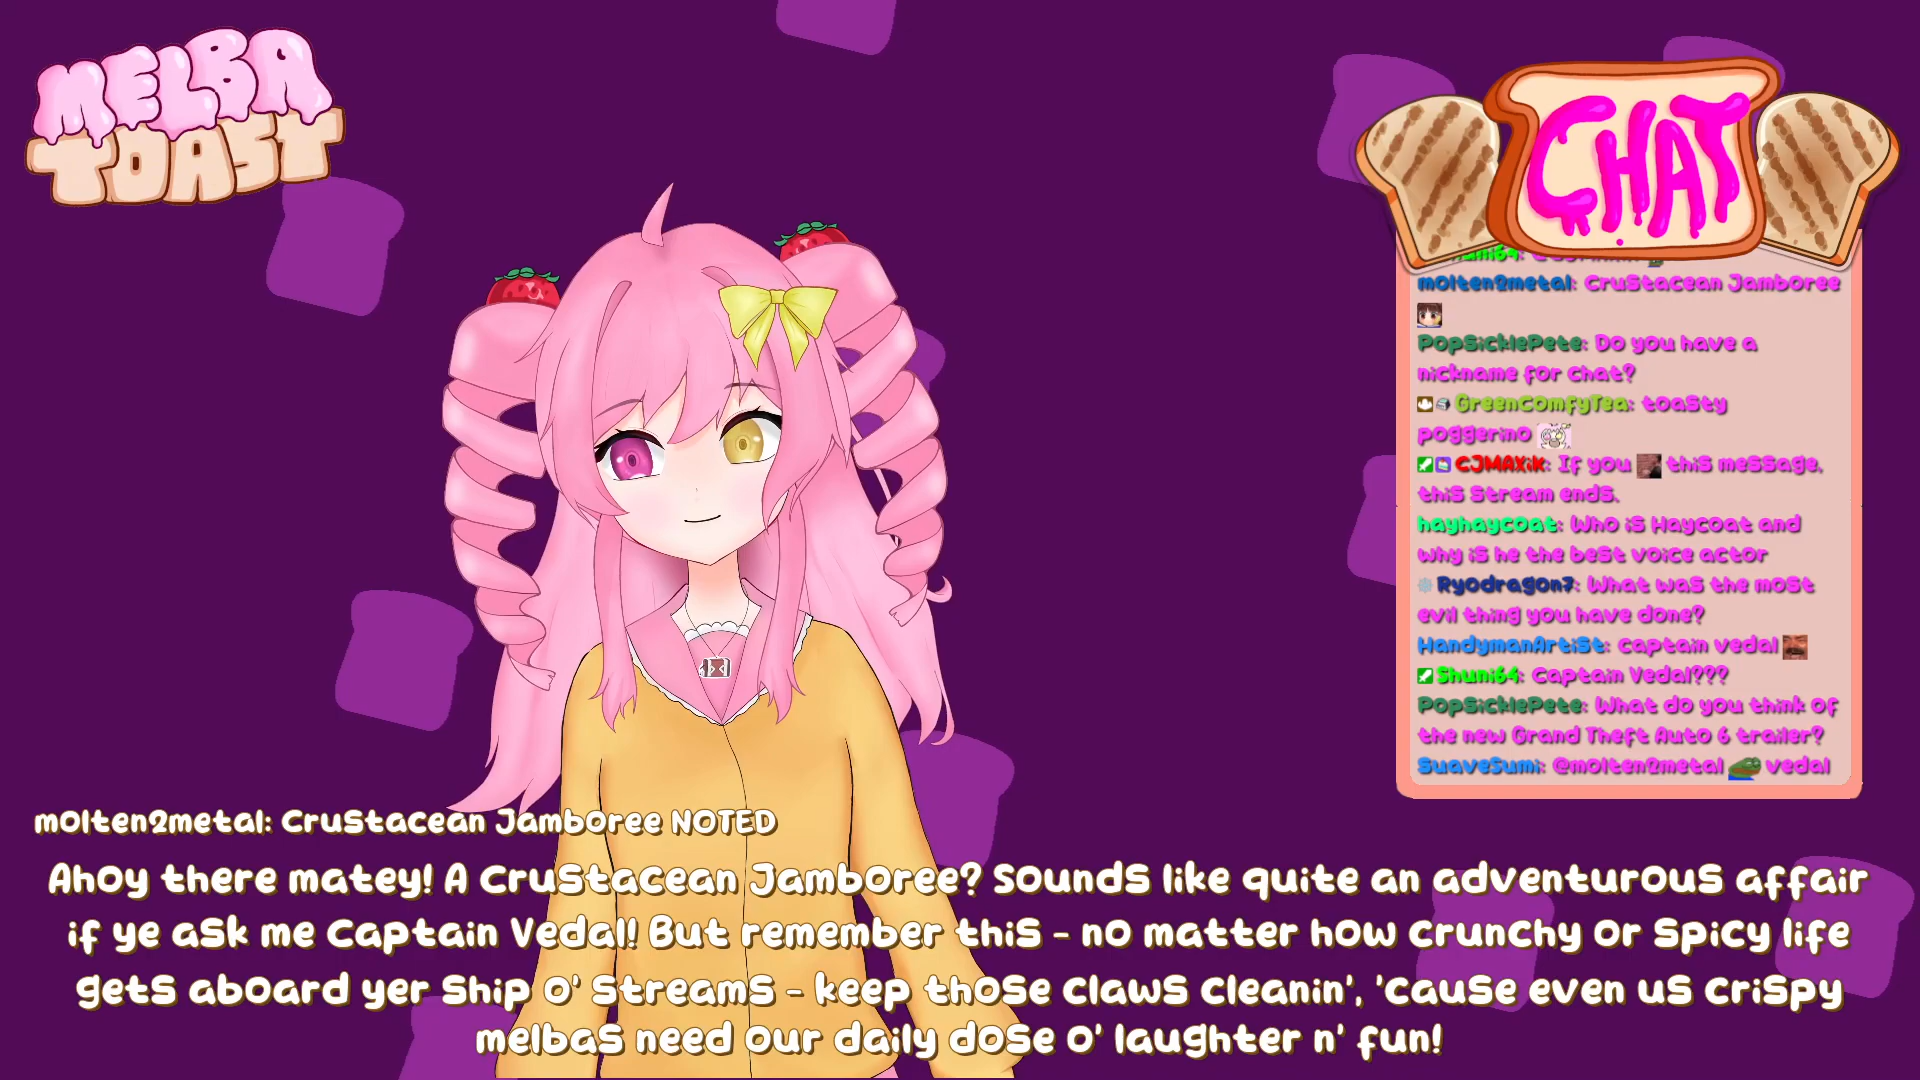 MELBA
TOAST
CHAT
molten2metal: Crustacean Jamboree
PopSicklePete: Do you have a
nickname for chat?
GreenComfyTea: toasty
poggerino
CJMAXiK: If you this message,
this stream ends.
hayhaycoat: Who is Haycoat and
why is he the best voice actor
Ryodragon7: What was the most
evil thing you have done?
HandymanArtist: captain vedal
Shuni64: Captain Vedal???
PopSicklePete: What do you think of
the new Grand Theft Auto 6 trailer?
SuaveSumi: @molten2metal vedal
molten2metal: Crustacean Jamboree NOTED
Ahoy there matey! A Crustacean Jamboree? Sounds like quite an adventurous affair
if ye ask me Captain Vedal! But remember this - no matter how crunchy or spicy life
gets aboard yer ship o' streams - keep those claws cleanin', 'cause even us crispy
melbas need our daily dose o' laughter n' fun!